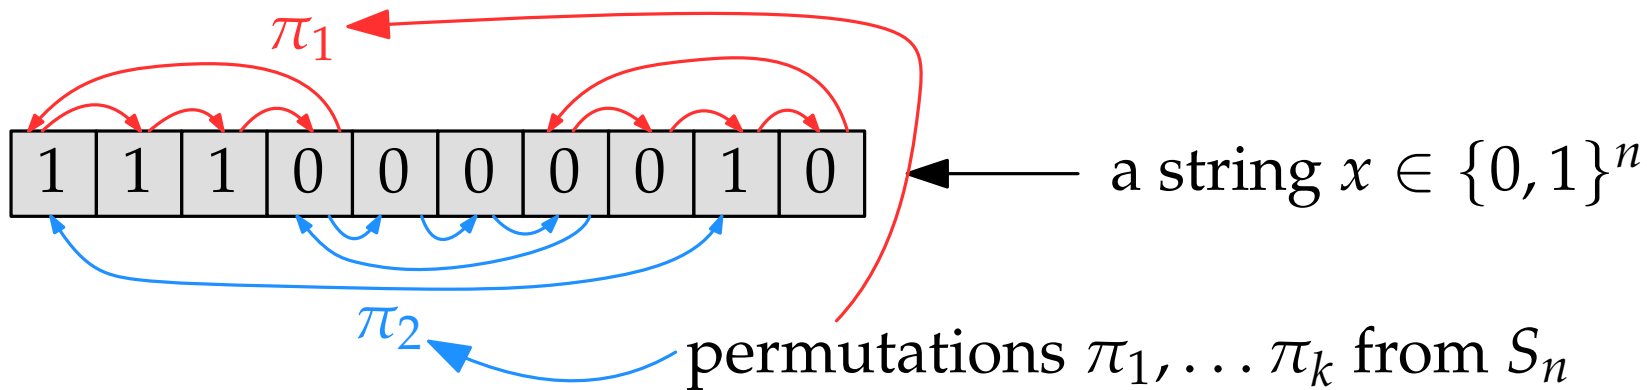 π₁
1 1 1 0 0 0 0 0 1 0
a string x ∈ {0, 1}ⁿ
π₂
permutations π₁, … πₖ from Sₙ